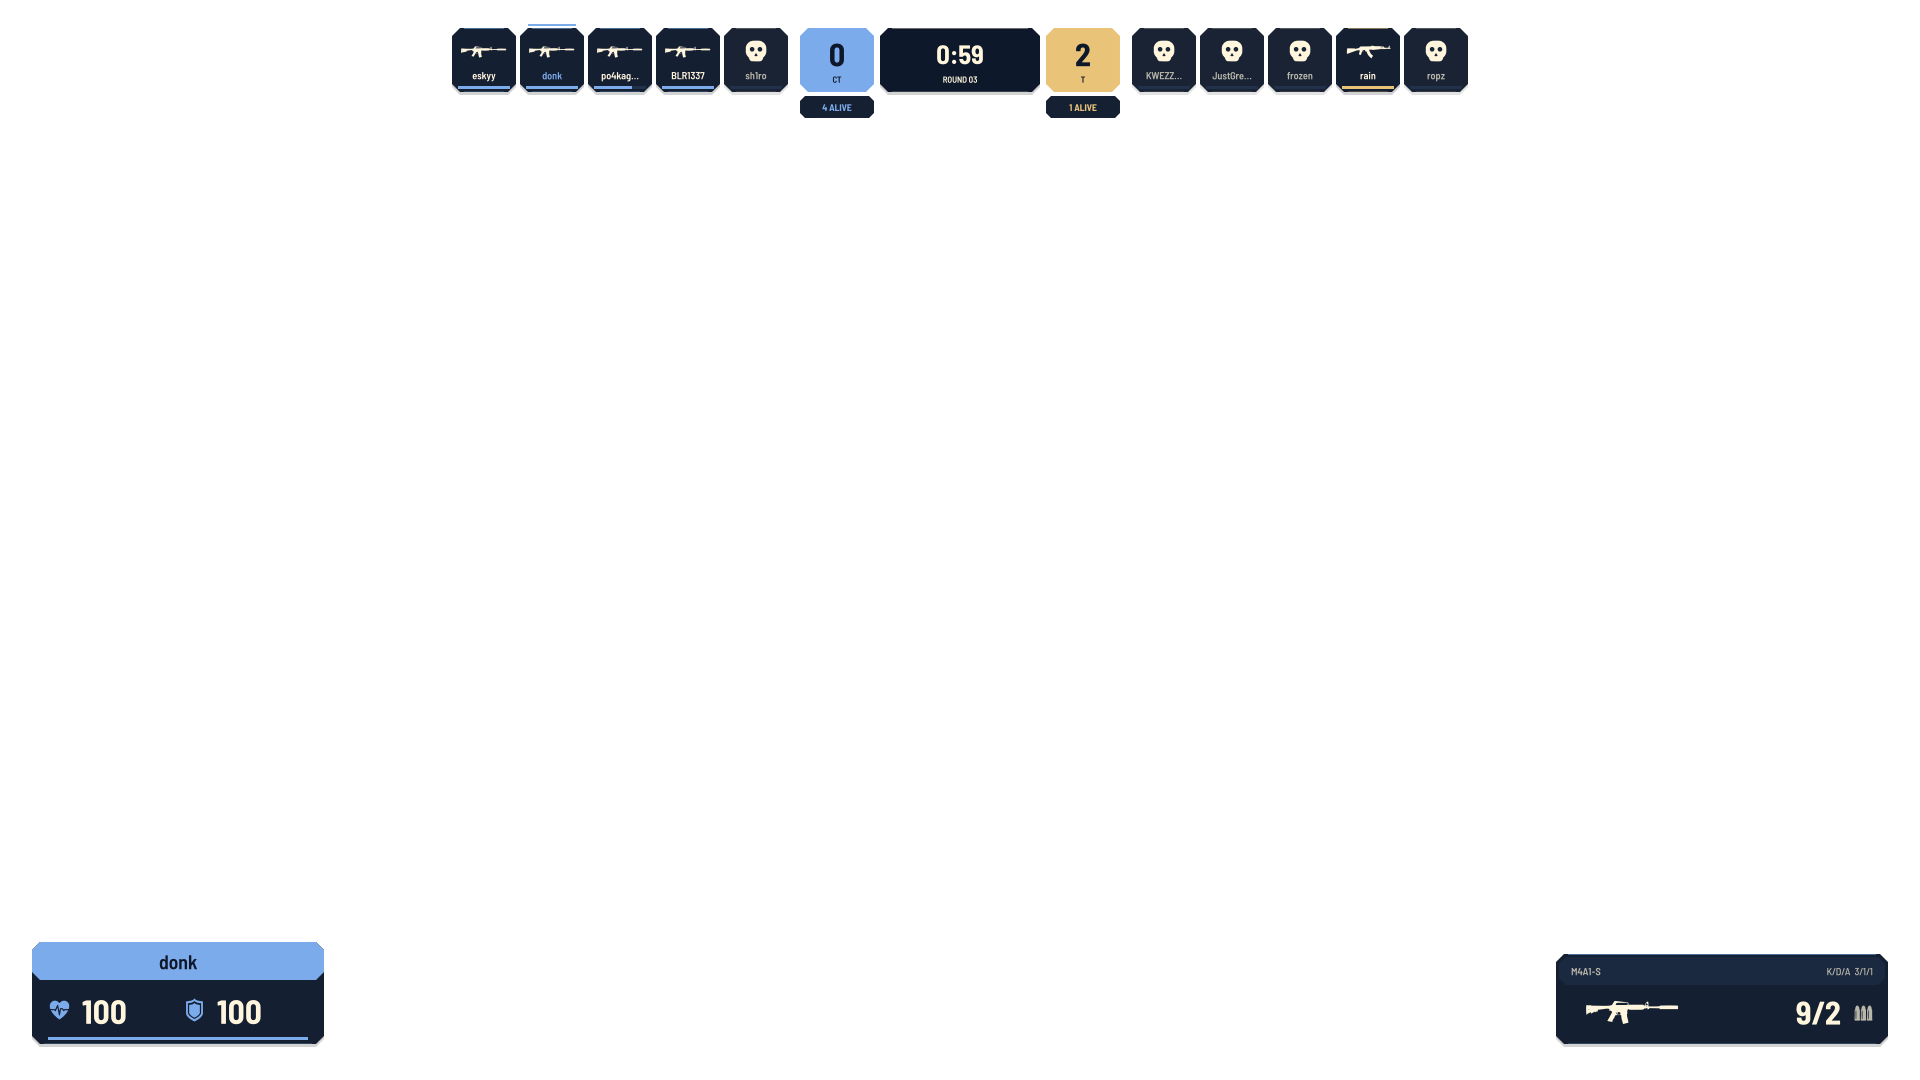 eskyy
donk
po4kag...
BLR1337
sh1ro
0
CT
4 ALIVE
0:59
ROUND 03
2
T
1 ALIVE
KWEZZ...
JustGre...
frozen
rain
ropz
donk
100
100
M4A1-S
K/D/A 3/1/1
9/2